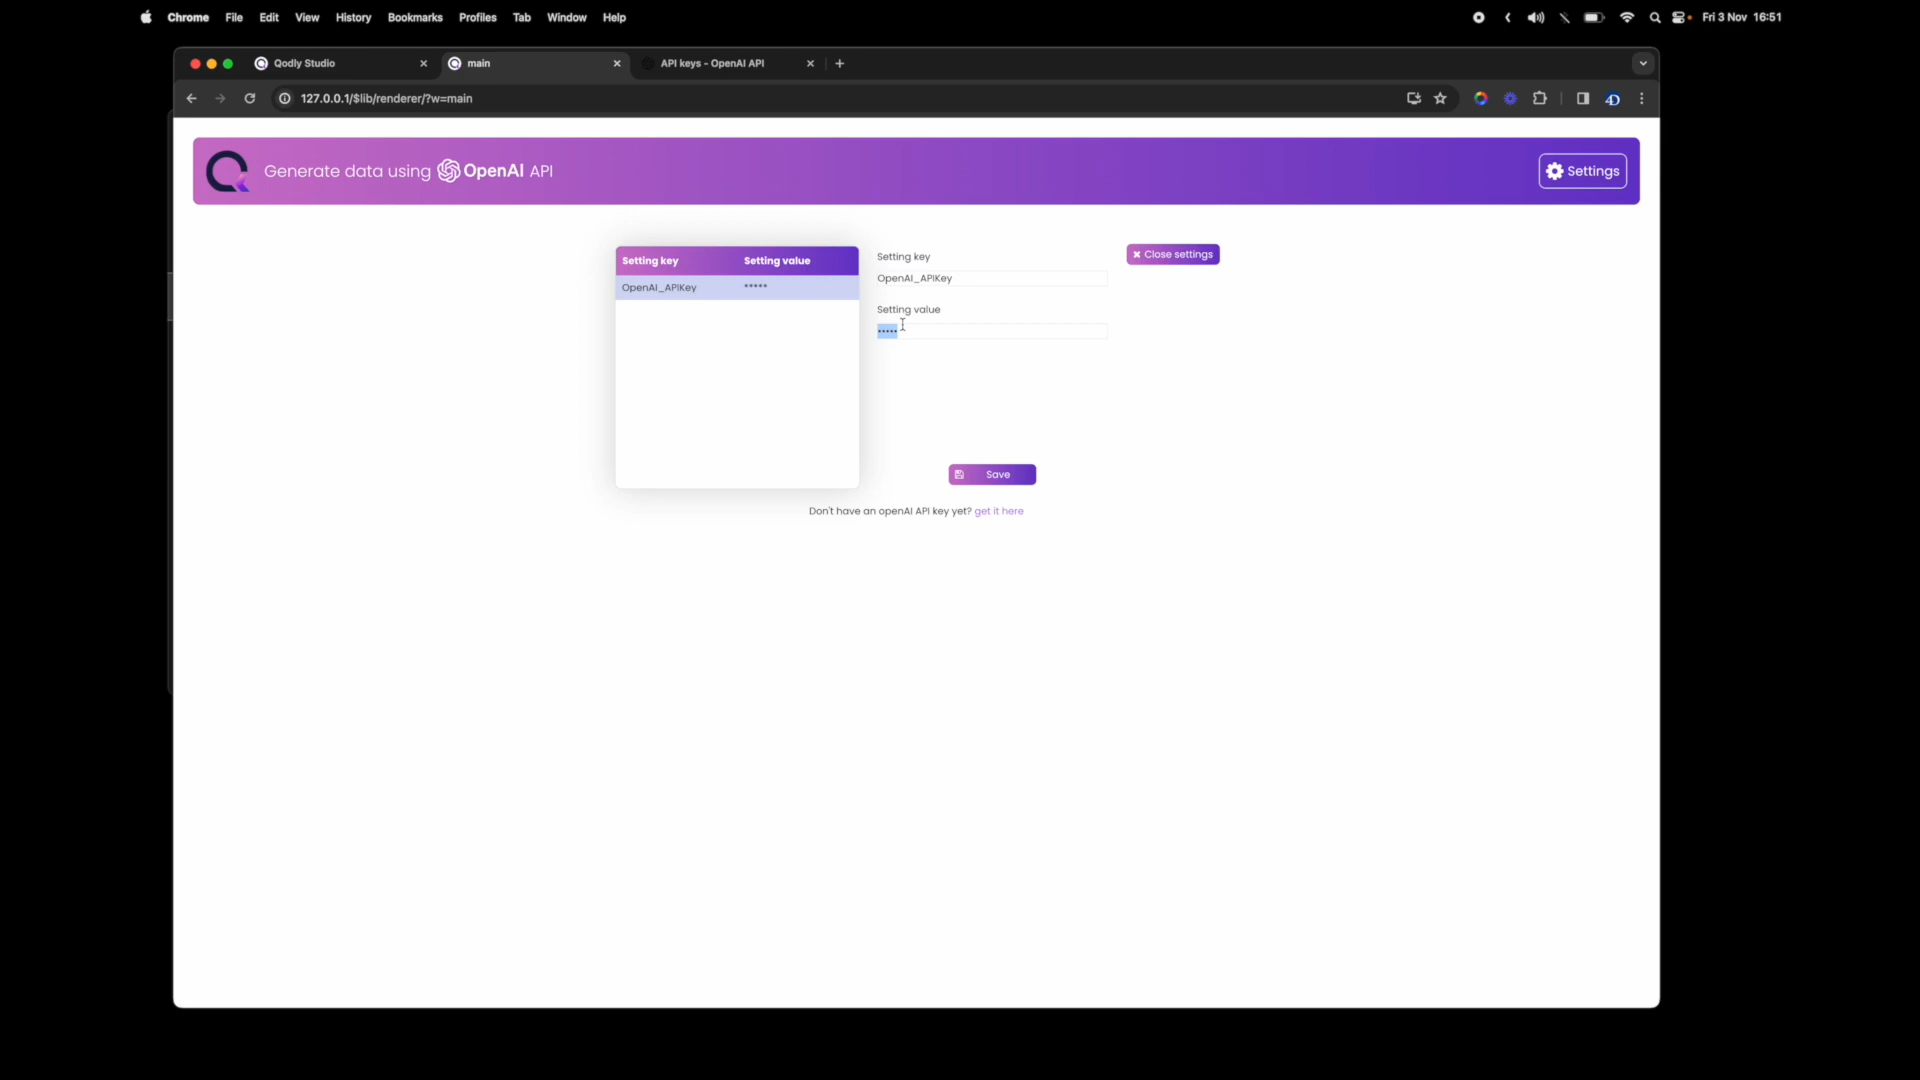 Chrome File Edit View History Bookmarks Profiles Tab Window Help Fri 3 Nov 16:51
Qodly Studio main API keys - OpenAI API
127.0.0.1/$lib/renderer/?w=main 4D
Generate data using OpenAI API Settings
Setting key Setting value
OpenAI_APIKey *****
Setting key
OpenAI_APIKey
Setting value
•••••
Close settings
Save
Don't have an openAI API key yet? get it here